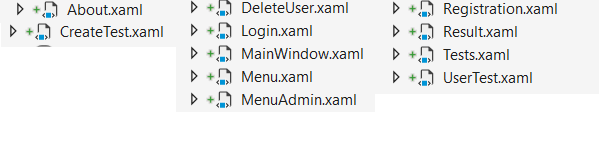 About.xaml
CreateTest.xaml
DeleteUser.xaml
Login.xaml
MainWindow.xaml
Menu.xaml
MenuAdmin.xaml
Registration.xaml
Result.xaml
Tests.xaml
UserTest.xaml